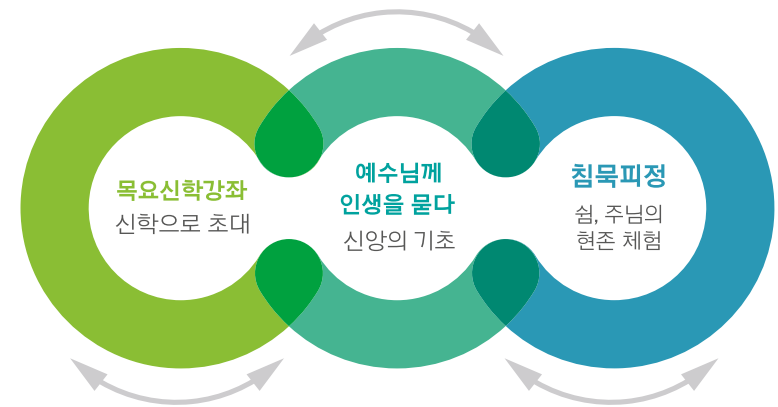 목요신학강좌
신학으로 초대
예수님께
인생을 묻다
신앙의 기초
침묵피정
쉼, 주님의
현존 체험